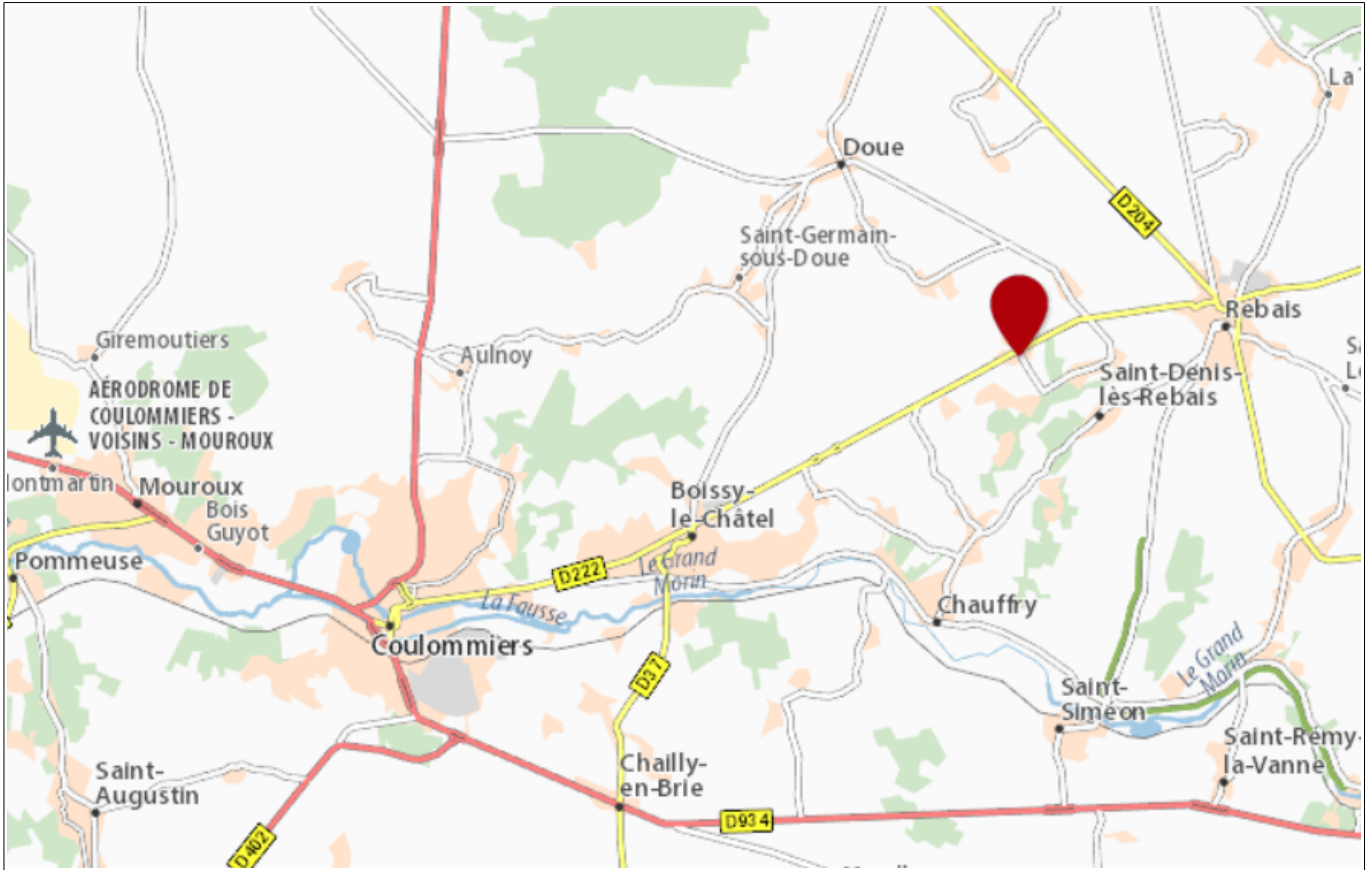 La
Doue
D204
Saint-Germain-
sous-Doue
Rebais
Giremoutiers
Aulnoy
Saint-Denis-
lès-Rebais
AÉRODROME DE
COULOMMIERS -
VOISINS - MOUROUX
ontmartin
Mouroux
Bois
Guyot
Boissy-
le-Châtel
Pommeuse
D222
Le Grand
Morin
La Fausse
Chauffry
Coulommiers
D37
Le Grand
Morin
Saint-
Siméon
Saint-Rémy-
la-Vanne
Saint-
Augustin
Chailly-
en-Brie
D934
D402